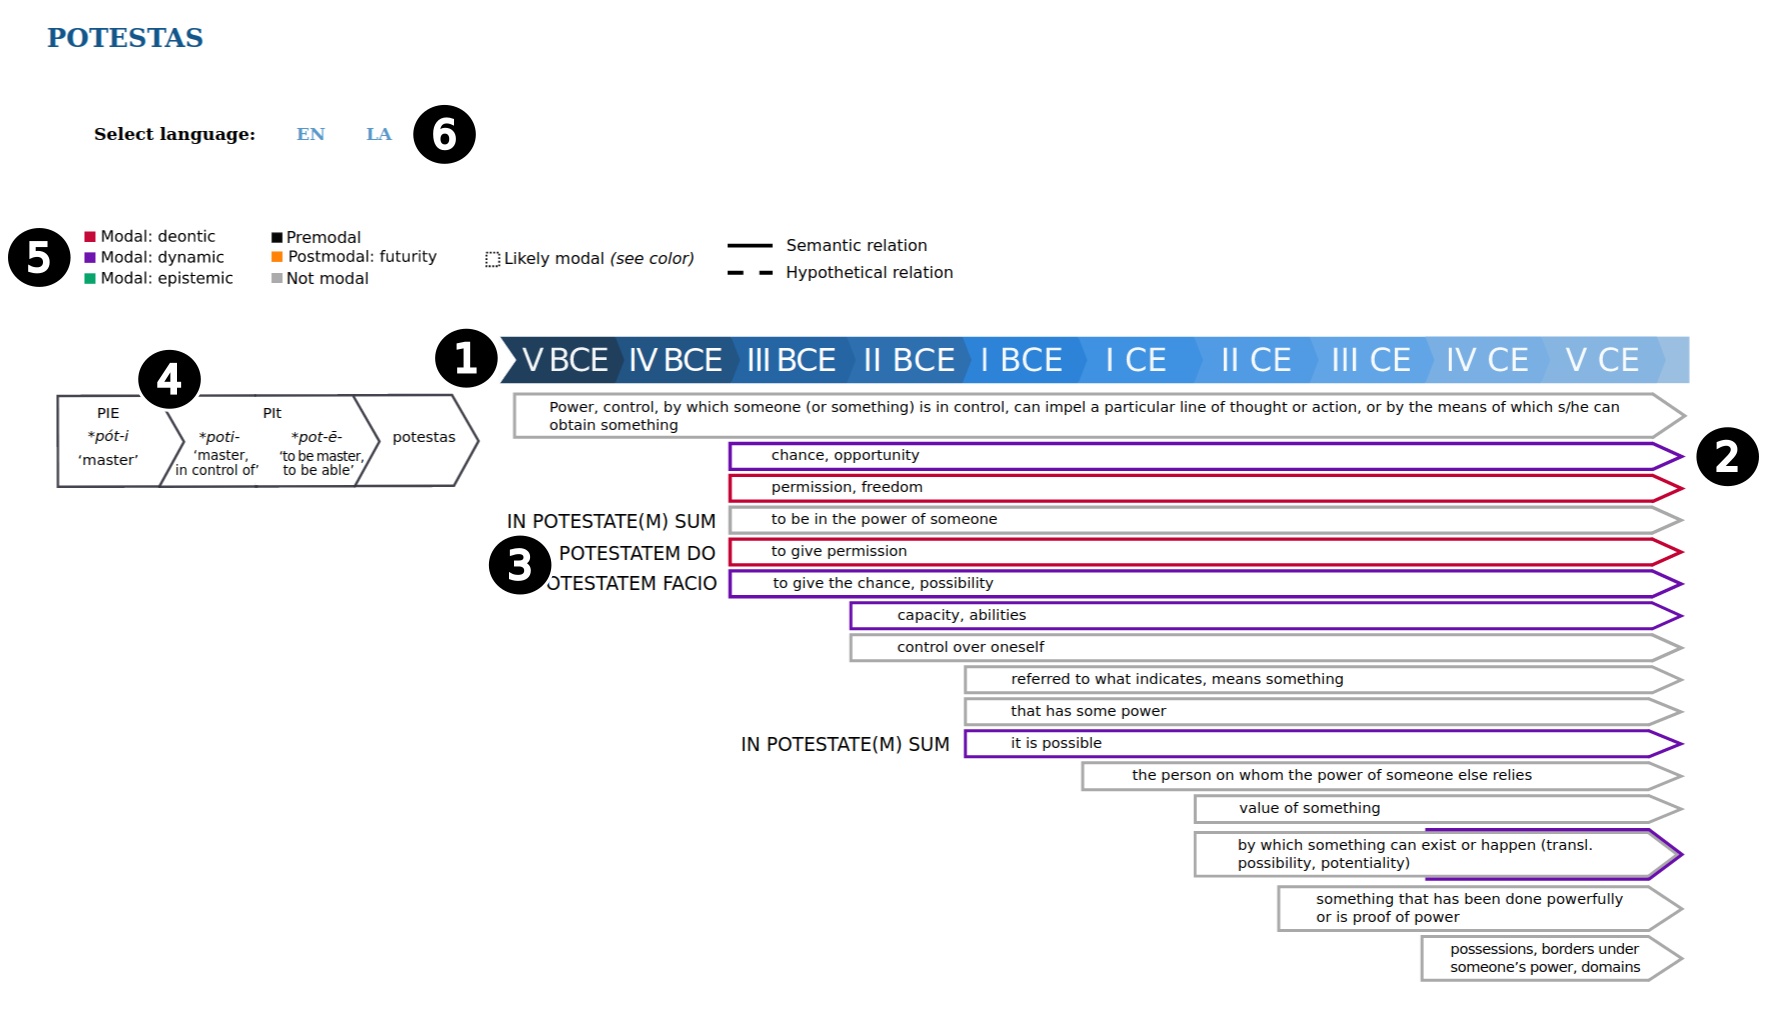 POTESTAS
Select language: EN LA 6
5
Modal: deontic
Modal: dynamic
Modal: epistemic
Premodal
Postmodal: futurity
Not modal
Likely modal (see color)
Semantic relation
Hypothetical relation
1
V BCE IV BCE III BCE II BCE I BCE I CE II CE III CE IV CE V CE
4
PIE
*pót-i
‘master’
PIt
*poti-
‘master,
in control of’
*pot-ē-
‘to be master,
to be able’
potestas
Power, control, by which someone (or something) is in control, can impel a particular line of thought or action, or by the means of which s/he can
obtain something
2
chance, opportunity
permission, freedom
IN POTESTATE(M) SUM to be in the power of someone
3
POTESTATEM DO to give permission
OTESTATEM FACIO to give the chance, possibility
capacity, abilities
control over oneself
referred to what indicates, means something
that has some power
IN POTESTATE(M) SUM it is possible
the person on whom the power of someone else relies
value of something
by which something can exist or happen (transl.
possibility, potentiality)
something that has been done powerfully
or is proof of power
possessions, borders under
someone’s power, domains